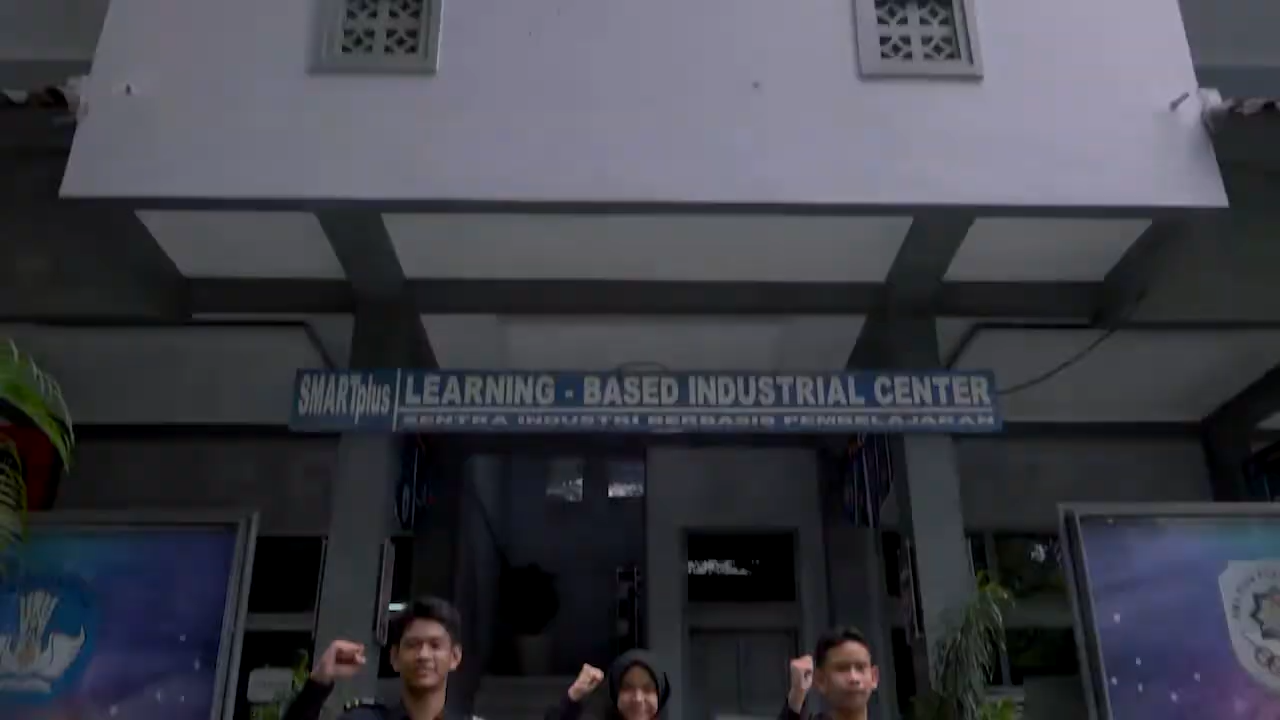 SMARTplus
LEARNING - BASED INDUSTRIAL CENTER
SENTRA INDUSTRI BERBASIS PEMBELAJARAN